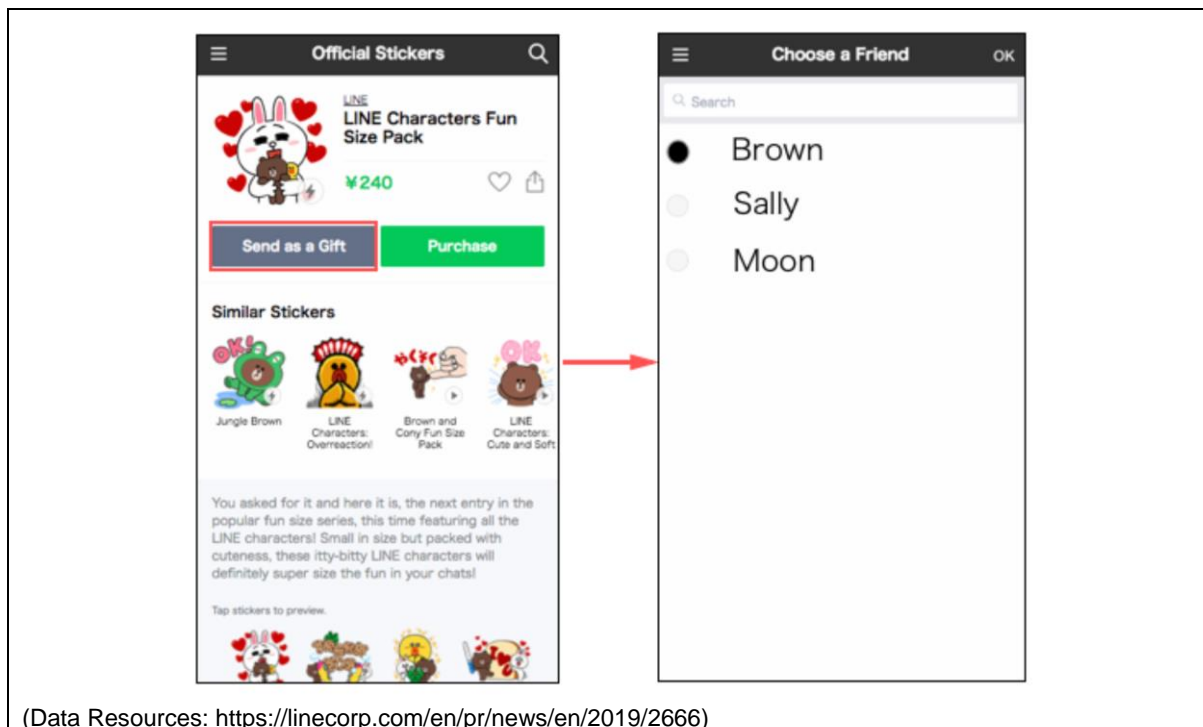 Official Stickers
LINE
LINE Characters Fun
Size Pack
¥240
Send as a Gift
Purchase
Similar Stickers
OK!
やくそく
OK
Jungle Brown
LINE
Characters:
Overreaction!
Brown and
Cony Fun Size
Pack
LINE
Characters:
Cute and Soft
You asked for it and here it is, the next entry in the
popular fun size series, this time featuring all the
LINE characters! Small in size but packed with
cuteness, these itty-bitty LINE characters will
definitely super size the fun in your chats!
Tap stickers to preview.
Choose a Friend
OK
Search
Brown
Sally
Moon
(Data Resources: https://linecorp.com/en/pr/news/en/2019/2666)